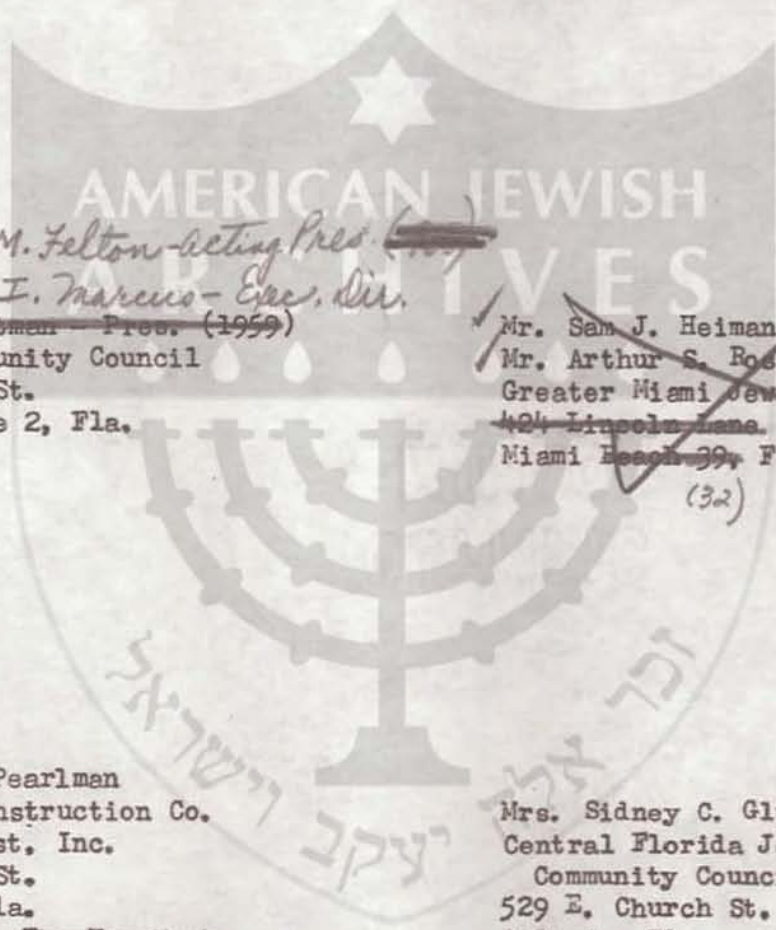 AMERICAN JEWISH
ARCHIVES
M. Felton - acting Pres.
I. Marcus - Exec. Dir.
Pres. (1959)
unity Council
St.
2, Fla.
✓ Mr. Sam J. Heiman
✓ Mr. Arthur S.
Greater Miami Jew
424 Lincoln Lane
Miami Beach 39, F
(32)
Pearlman
nstruction Co.
st, Inc.
St.
la.
Mrs. Sidney C. Gl
Central Florida J
Community Counc
529 E. Church St.
זכר אלה יעקב וישראל